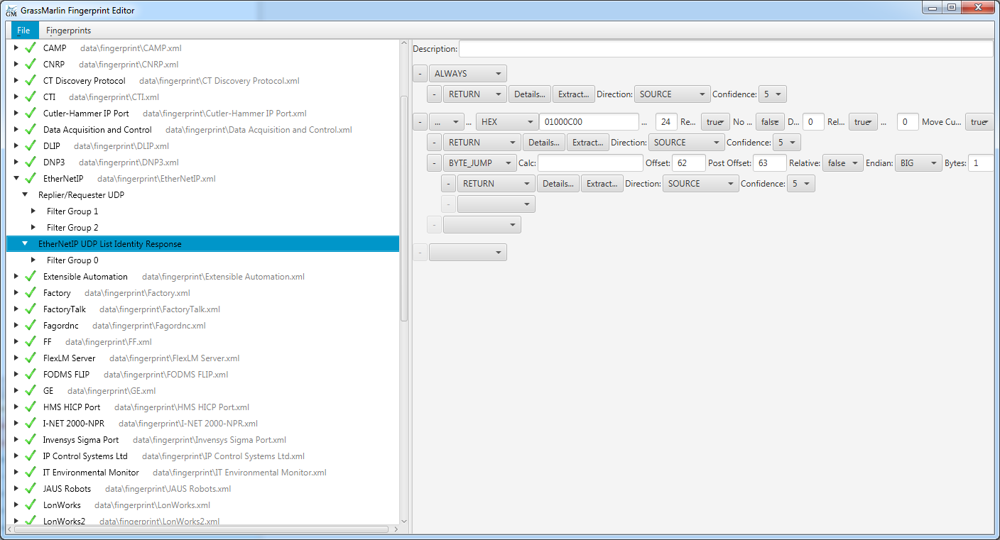 GM GrassMarlin Fingerprint Editor
File Fingerprints
CAMP data\fingerprint\CAMP.xml
CNRP data\fingerprint\CNRP.xml
CT Discovery Protocol data\fingerprint\CT Discovery Protocol.xml
CTI data\fingerprint\CTI.xml
Cutler-Hammer IP Port data\fingerprint\Cutler-Hammer IP Port.xml
Data Acquisition and Control data\fingerprint\Data Acquisition and Control.xml
DLIP data\fingerprint\DLIP.xml
DNP3 data\fingerprint\DNP3.xml
EtherNetIP data\fingerprint\EtherNetIP.xml
Replier/Requester UDP
Filter Group 1
Filter Group 2
EtherNetIP UDP List Identity Response
Filter Group 0
Extensible Automation data\fingerprint\Extensible Automation.xml
Factory data\fingerprint\Factory.xml
FactoryTalk data\fingerprint\FactoryTalk.xml
Fagordnc data\fingerprint\Fagordnc.xml
FF data\fingerprint\FF.xml
FlexLM Server data\fingerprint\FlexLM Server.xml
FODMS FLIP data\fingerprint\FODMS FLIP.xml
GE data\fingerprint\GE.xml
HMS HICP Port data\fingerprint\HMS HICP Port.xml
I-NET 2000-NPR data\fingerprint\I-NET 2000-NPR.xml
Invensys Sigma Port data\fingerprint\Invensys Sigma Port.xml
IP Control Systems Ltd data\fingerprint\IP Control Systems Ltd.xml
IT Environmental Monitor data\fingerprint\IT Environmental Monitor.xml
JAUS Robots data\fingerprint\JAUS Robots.xml
LonWorks data\fingerprint\LonWorks.xml
LonWorks2 data\fingerprint\LonWorks2.xml
Description:
- ALWAYS
- RETURN Details... Extract... Direction: SOURCE Confidence: 5
- ... ... HEX 01000C00 ... 24 Re... true No ... false D... 0 Rel... true ... 0 Move Cu... true
- RETURN Details... Extract... Direction: SOURCE Confidence: 5
- BYTE_JUMP Calc: Offset: 62 Post Offset: 63 Relative: false Endian: BIG Bytes: 1
- RETURN Details... Extract... Direction: SOURCE Confidence: 5
-
-
-